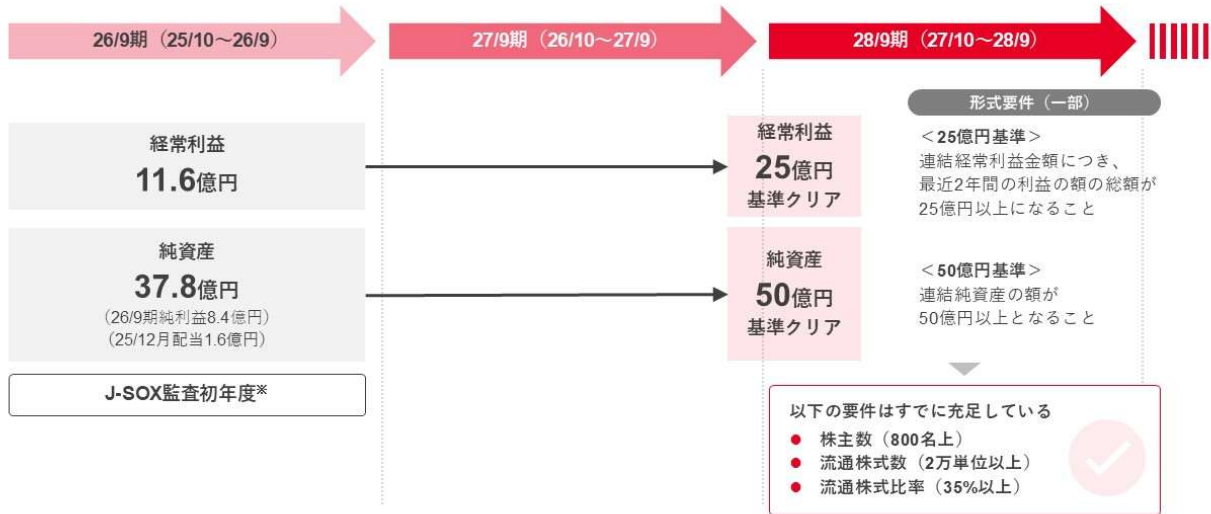 26/9期（25/10～26/9）
27/9期（26/10～27/9）
28/9期（27/10～28/9）
経常利益
11.6億円
純資産
37.8億円
（26/9期純利益8.4億円）
（25/12月配当1.6億円）
J-SOX監査初年度※
経常利益
25億円
基準クリア
純資産
50億円
基準クリア
形式要件（一部）
＜25億円基準＞
連結経常利益金額につき、
最近2年間の利益の額の総額が
25億円以上になること
＜50億円基準＞
連結純資産の額が
50億円以上となること
以下の要件はすでに充足している
● 株主数（800名上）
● 流通株式数（2万単位以上）
● 流通株式比率（35%以上）